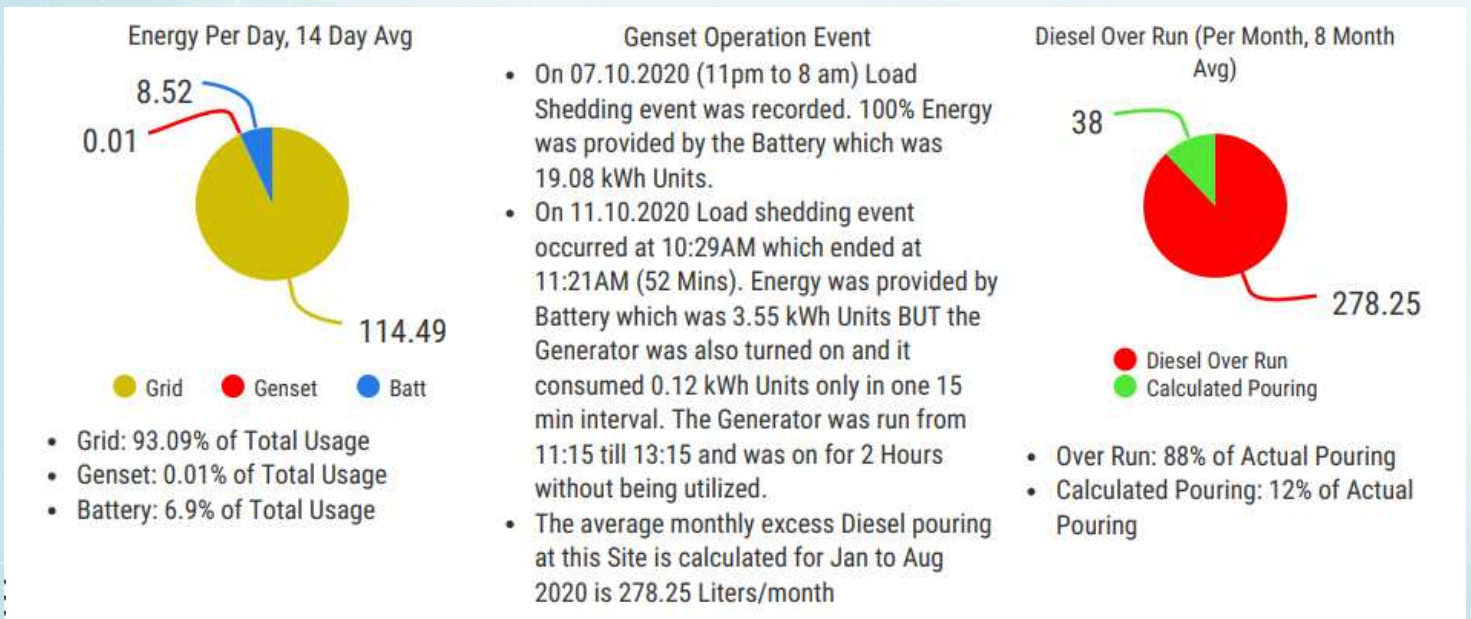 Energy Per Day, 14 Day Avg
8.52
0.01
114.49
Grid
Genset
Batt
• Grid: 93.09% of Total Usage
• Genset: 0.01% of Total Usage
• Battery: 6.9% of Total Usage
Genset Operation Event
• On 07.10.2020 (11pm to 8 am) Load
Shedding event was recorded. 100% Energy
was provided by the Battery which was
19.08 kWh Units.
• On 11.10.2020 Load shedding event
occurred at 10:29AM which ended at
11:21AM (52 Mins). Energy was provided by
Battery which was 3.55 kWh Units BUT the
Generator was also turned on and it
consumed 0.12 kWh Units only in one 15
min interval. The Generator was run from
11:15 till 13:15 and was on for 2 Hours
without being utilized.
• The average monthly excess Diesel pouring
at this Site is calculated for Jan to Aug
2020 is 278.25 Liters/month
Diesel Over Run (Per Month, 8 Month
Avg)
38
278.25
Diesel Over Run
Calculated Pouring
• Over Run: 88% of Actual Pouring
• Calculated Pouring: 12% of Actual
Pouring